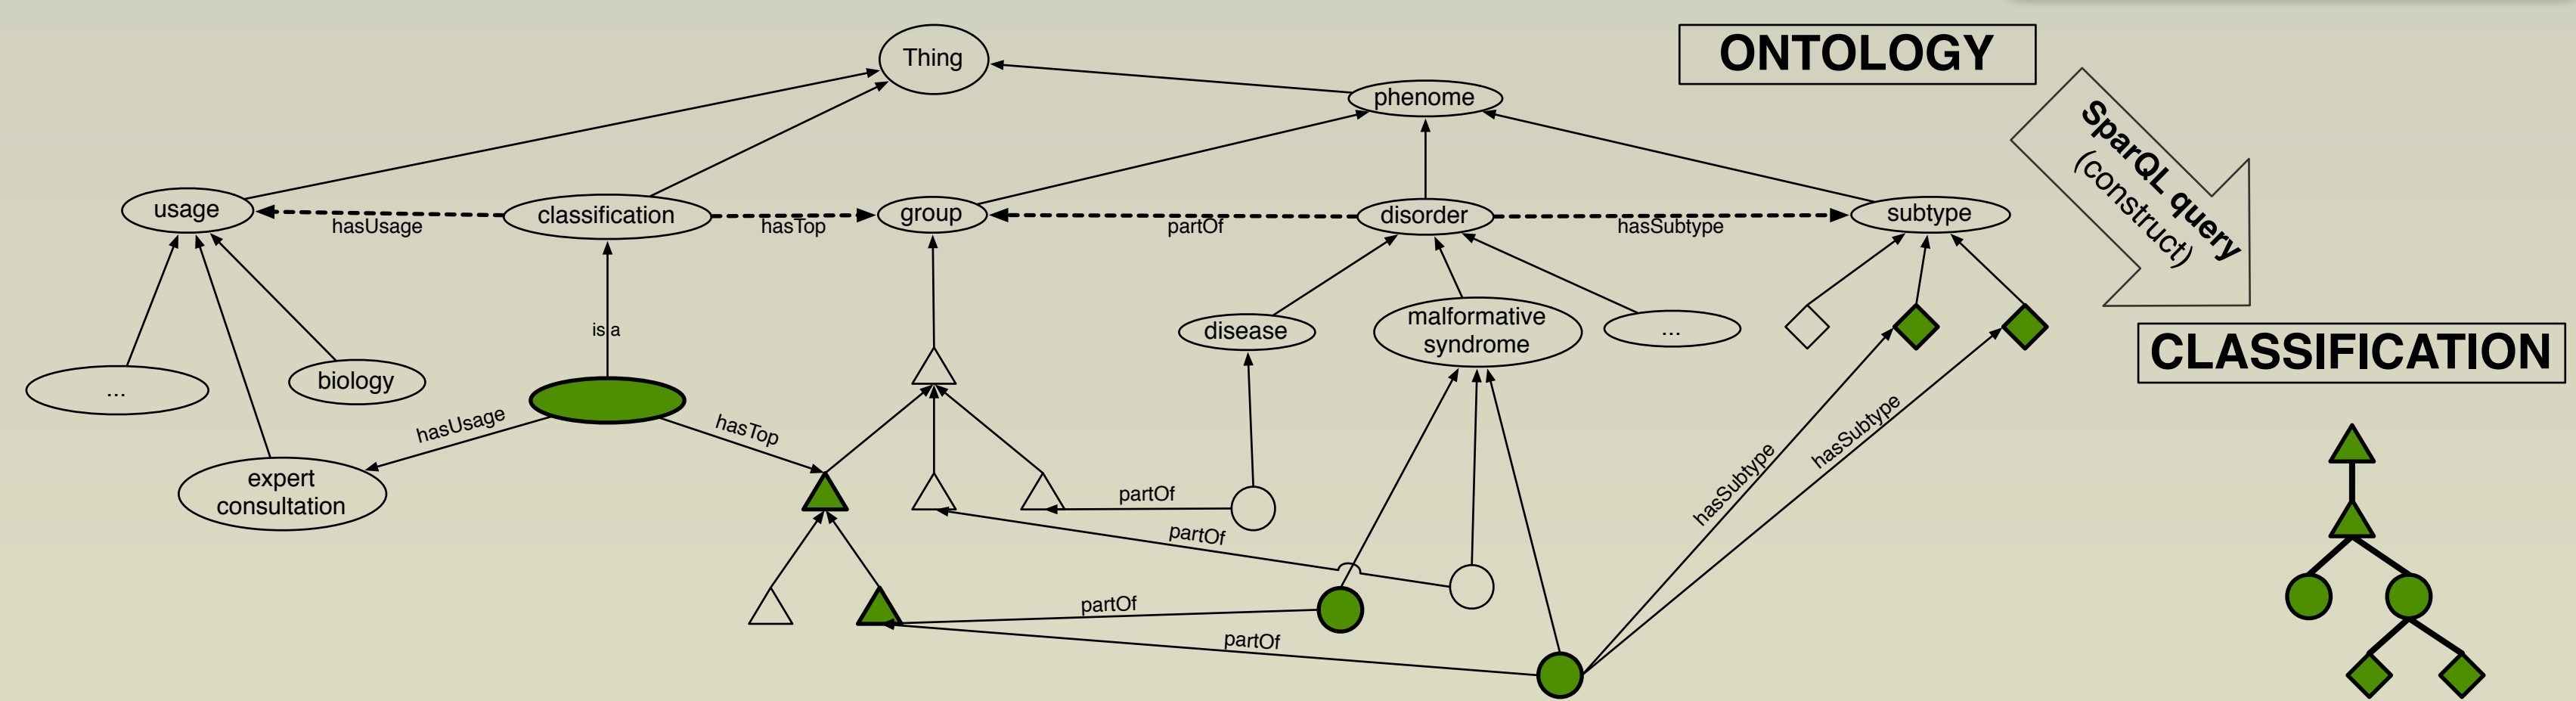 Thing
ONTOLOGY
phenome
SparQL query
(construct)
usage
classification
group
disorder
subtype
hasUsage
hasTop
partOf
hasSubtype
is a
disease
malformative
syndrome
...
CLASSIFICATION
...
biology
hasUsage
hasTop
hasSubtype
hasSubtype
expert
consultation
partOf
partOf
partOf
partOf